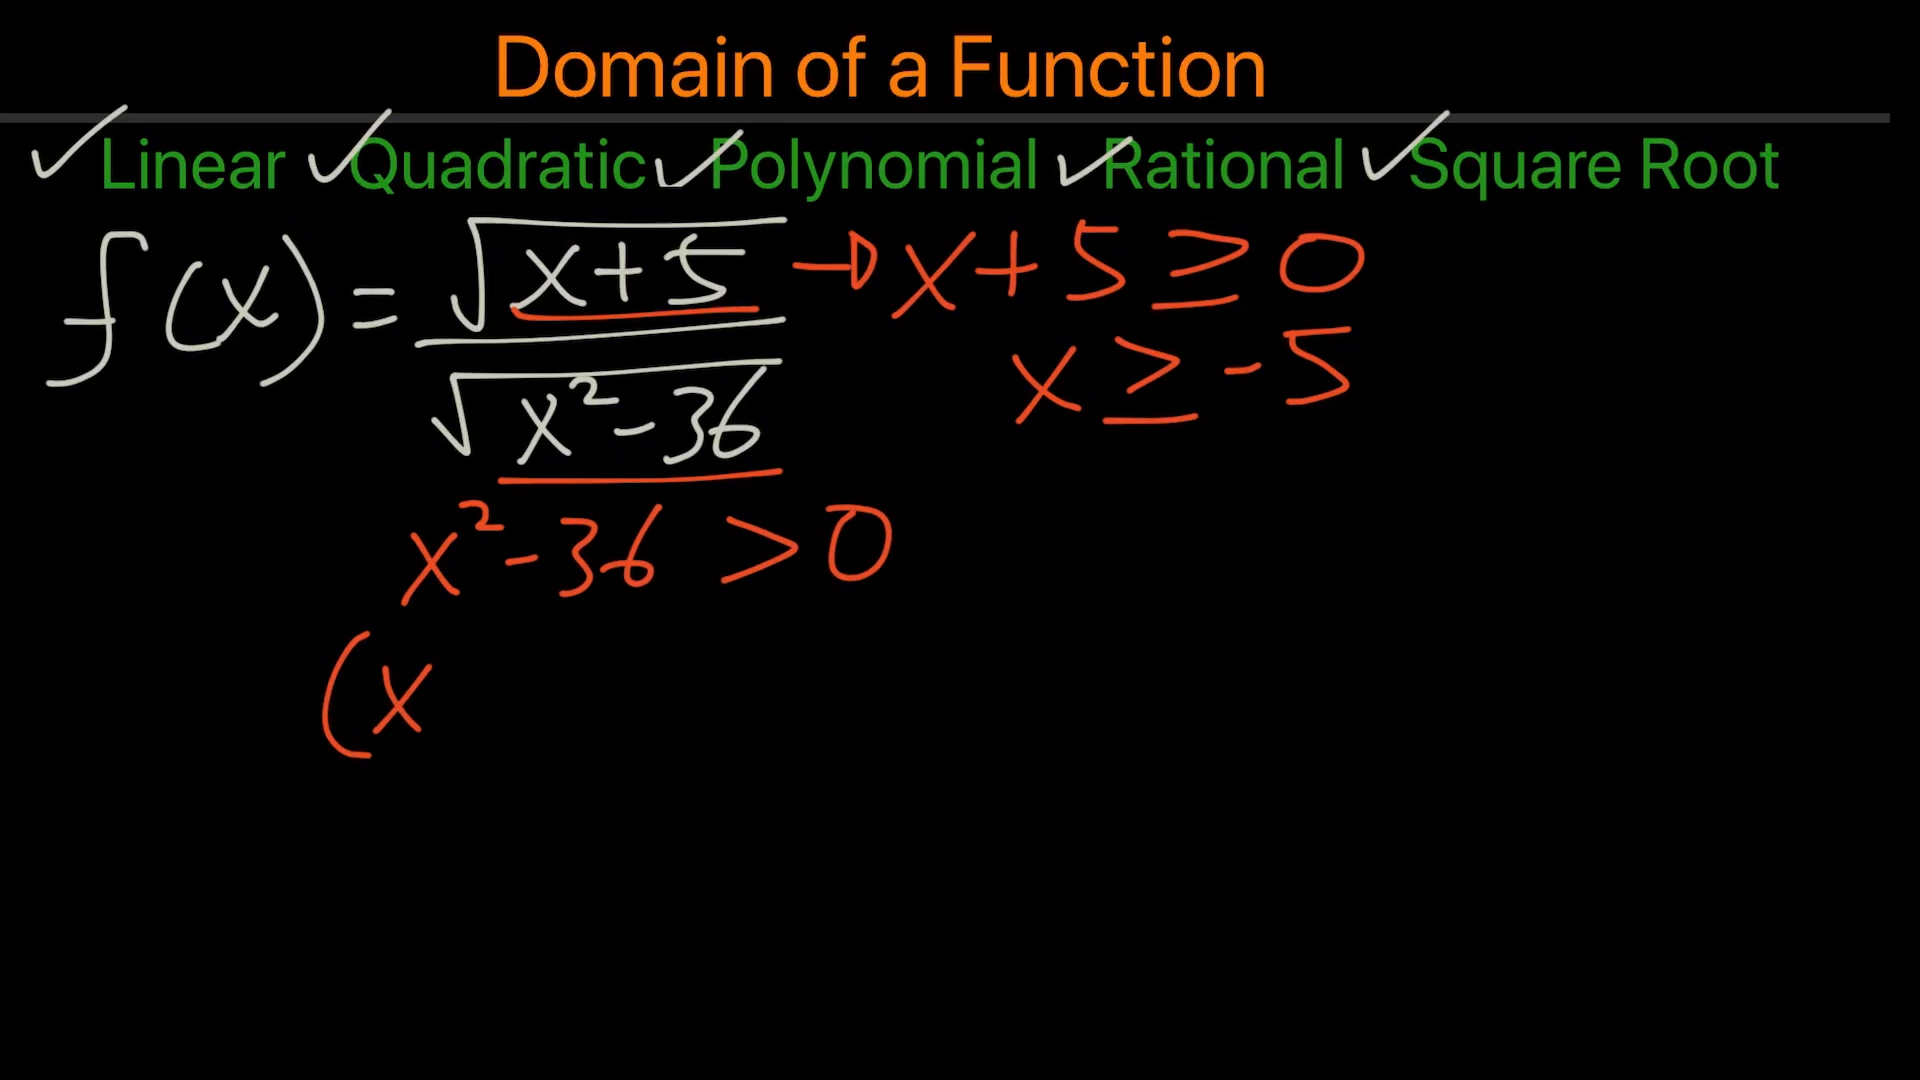 Domain of a Function
✓ Linear ✓ Quadratic ✓ Polynomial ✓ Rational ✓ Square Root
f(x) = √(x+5) / √(x²-36) → x+5 ≥ 0
x ≥ -5
x²-36 > 0
(x